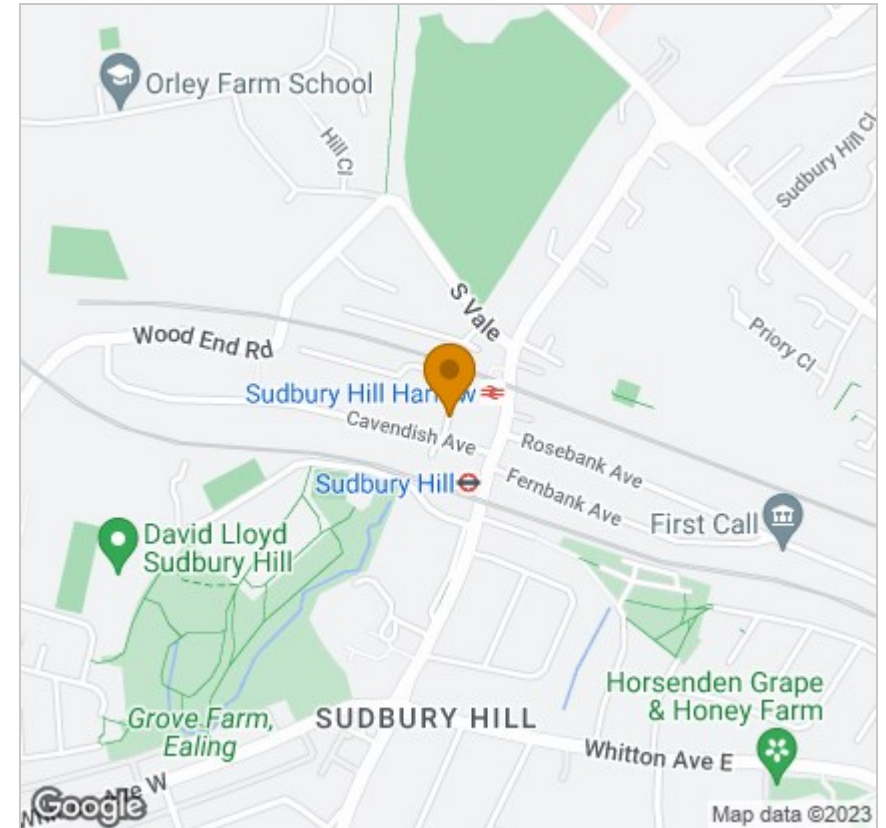 Orley Farm School
Hill Cl
Sudbury Hill Cl
S Vale
Wood End Rd
Priory Cl
Sudbury Hill Harrow
Cavendish Ave
Rosebank Ave
Sudbury Hill
Fernbank Ave
First Call
David Lloyd
Sudbury Hill
Horsenden Grape
& Honey Farm
Grove Farm,
Ealing
SUDBURY HILL
Whitton Ave E
Ave W
Google
Map data ©2023